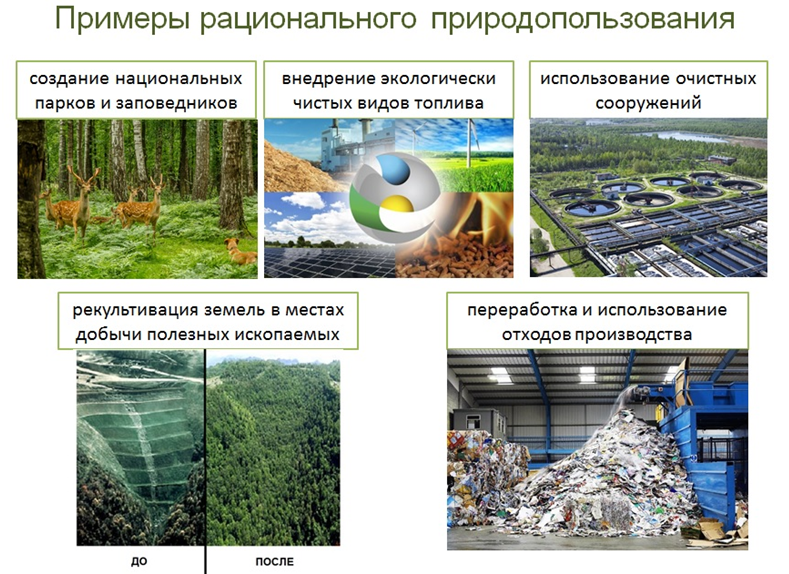 Примеры рационального природопользования
создание национальных
парков и заповедников
внедрение экологически
чистых видов топлива
использование очистных
сооружений
рекультивация земель в местах
добычи полезных ископаемых
переработка и использование
отходов производства
ДО
ПОСЛЕ